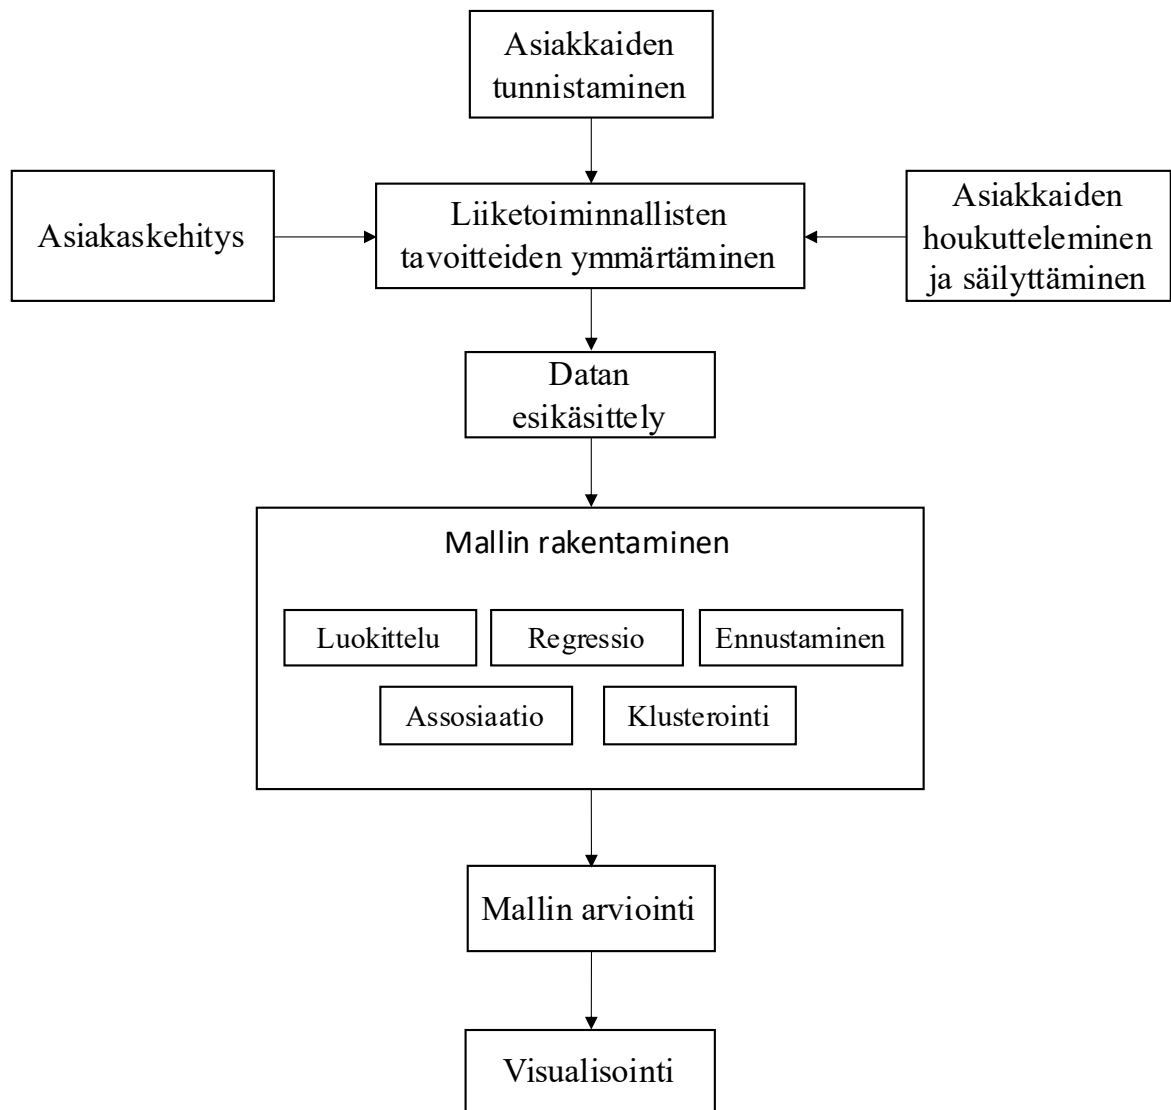 Asiakkaiden
tunnistaminen
Asiakaskehitys
Liiketoiminnallisten
tavoitteiden ymmärtäminen
Asiakkaiden
houkutteleminen
ja säilyttäminen
Datan
esikäsittely
Mallin rakentaminen
Luokittelu
Regressio
Ennustaminen
Assosiaatio
Klusterointi
Mallin arviointi
Visualisointi